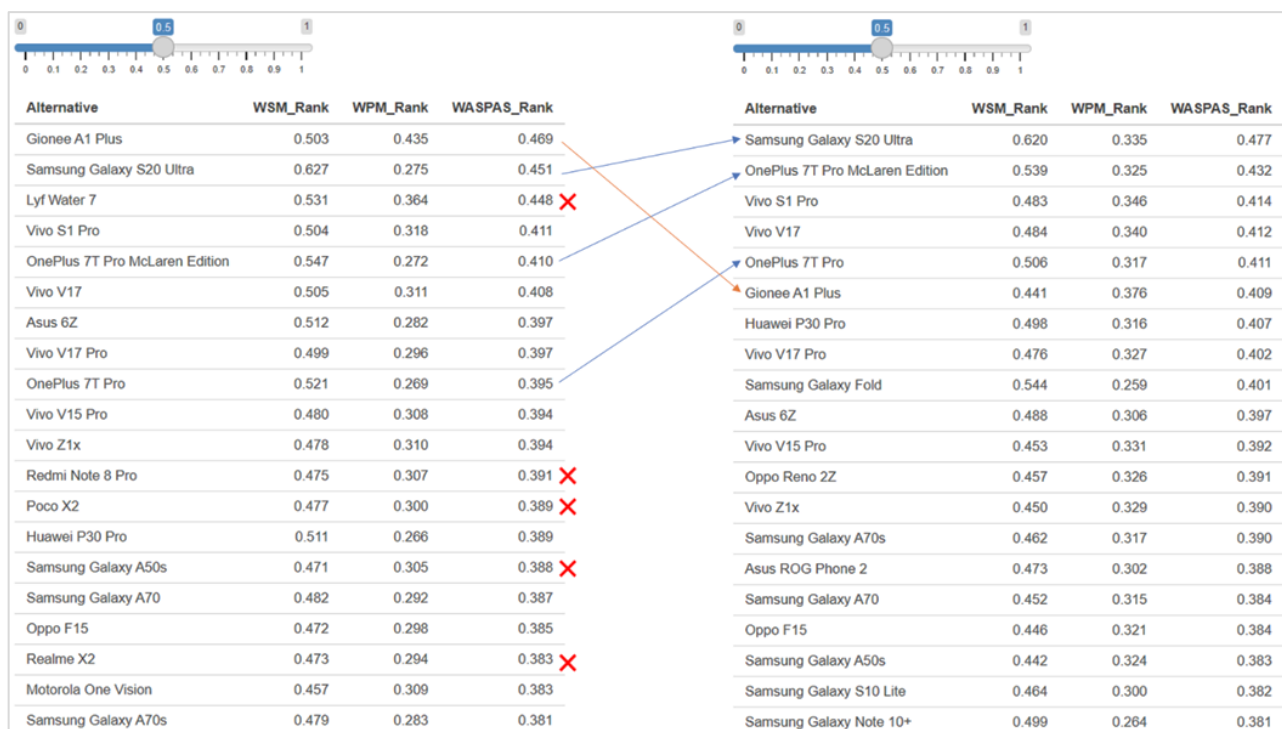 0 0.5 1
0 0.1 0.2 0.3 0.4 0.5 0.6 0.7 0.8 0.9 1
Alternative WSM_Rank WPM_Rank WASPAS_Rank
Gionee A1 Plus 0.503 0.435 0.469
Samsung Galaxy S20 Ultra 0.627 0.275 0.451
Lyf Water 7 0.531 0.364 0.448
Vivo S1 Pro 0.504 0.318 0.411
OnePlus 7T Pro McLaren Edition 0.547 0.272 0.410
Vivo V17 0.505 0.311 0.408
Asus 6Z 0.512 0.282 0.397
Vivo V17 Pro 0.499 0.296 0.397
OnePlus 7T Pro 0.521 0.269 0.395
Vivo V15 Pro 0.480 0.308 0.394
Vivo Z1x 0.478 0.310 0.394
Redmi Note 8 Pro 0.475 0.307 0.391
Poco X2 0.477 0.300 0.389
Huawei P30 Pro 0.511 0.266 0.389
Samsung Galaxy A50s 0.471 0.305 0.388
Samsung Galaxy A70 0.482 0.292 0.387
Oppo F15 0.472 0.298 0.385
Realme X2 0.473 0.294 0.383
Motorola One Vision 0.457 0.309 0.383
Samsung Galaxy A70s 0.479 0.283 0.381
0 0.5 1
0 0.1 0.2 0.3 0.4 0.5 0.6 0.7 0.8 0.9 1
Alternative WSM_Rank WPM_Rank WASPAS_Rank
Samsung Galaxy S20 Ultra 0.620 0.335 0.477
OnePlus 7T Pro McLaren Edition 0.539 0.325 0.432
Vivo S1 Pro 0.483 0.346 0.414
Vivo V17 0.484 0.340 0.412
OnePlus 7T Pro 0.506 0.317 0.411
Gionee A1 Plus 0.441 0.376 0.409
Huawei P30 Pro 0.498 0.316 0.407
Vivo V17 Pro 0.476 0.327 0.402
Samsung Galaxy Fold 0.544 0.259 0.401
Asus 6Z 0.488 0.306 0.397
Vivo V15 Pro 0.453 0.331 0.392
Oppo Reno 2Z 0.457 0.326 0.391
Vivo Z1x 0.450 0.329 0.390
Samsung Galaxy A70s 0.462 0.317 0.390
Asus ROG Phone 2 0.473 0.302 0.388
Samsung Galaxy A70 0.452 0.315 0.384
Oppo F15 0.446 0.321 0.384
Samsung Galaxy A50s 0.442 0.324 0.383
Samsung Galaxy S10 Lite 0.464 0.300 0.382
Samsung Galaxy Note 10+ 0.499 0.264 0.381